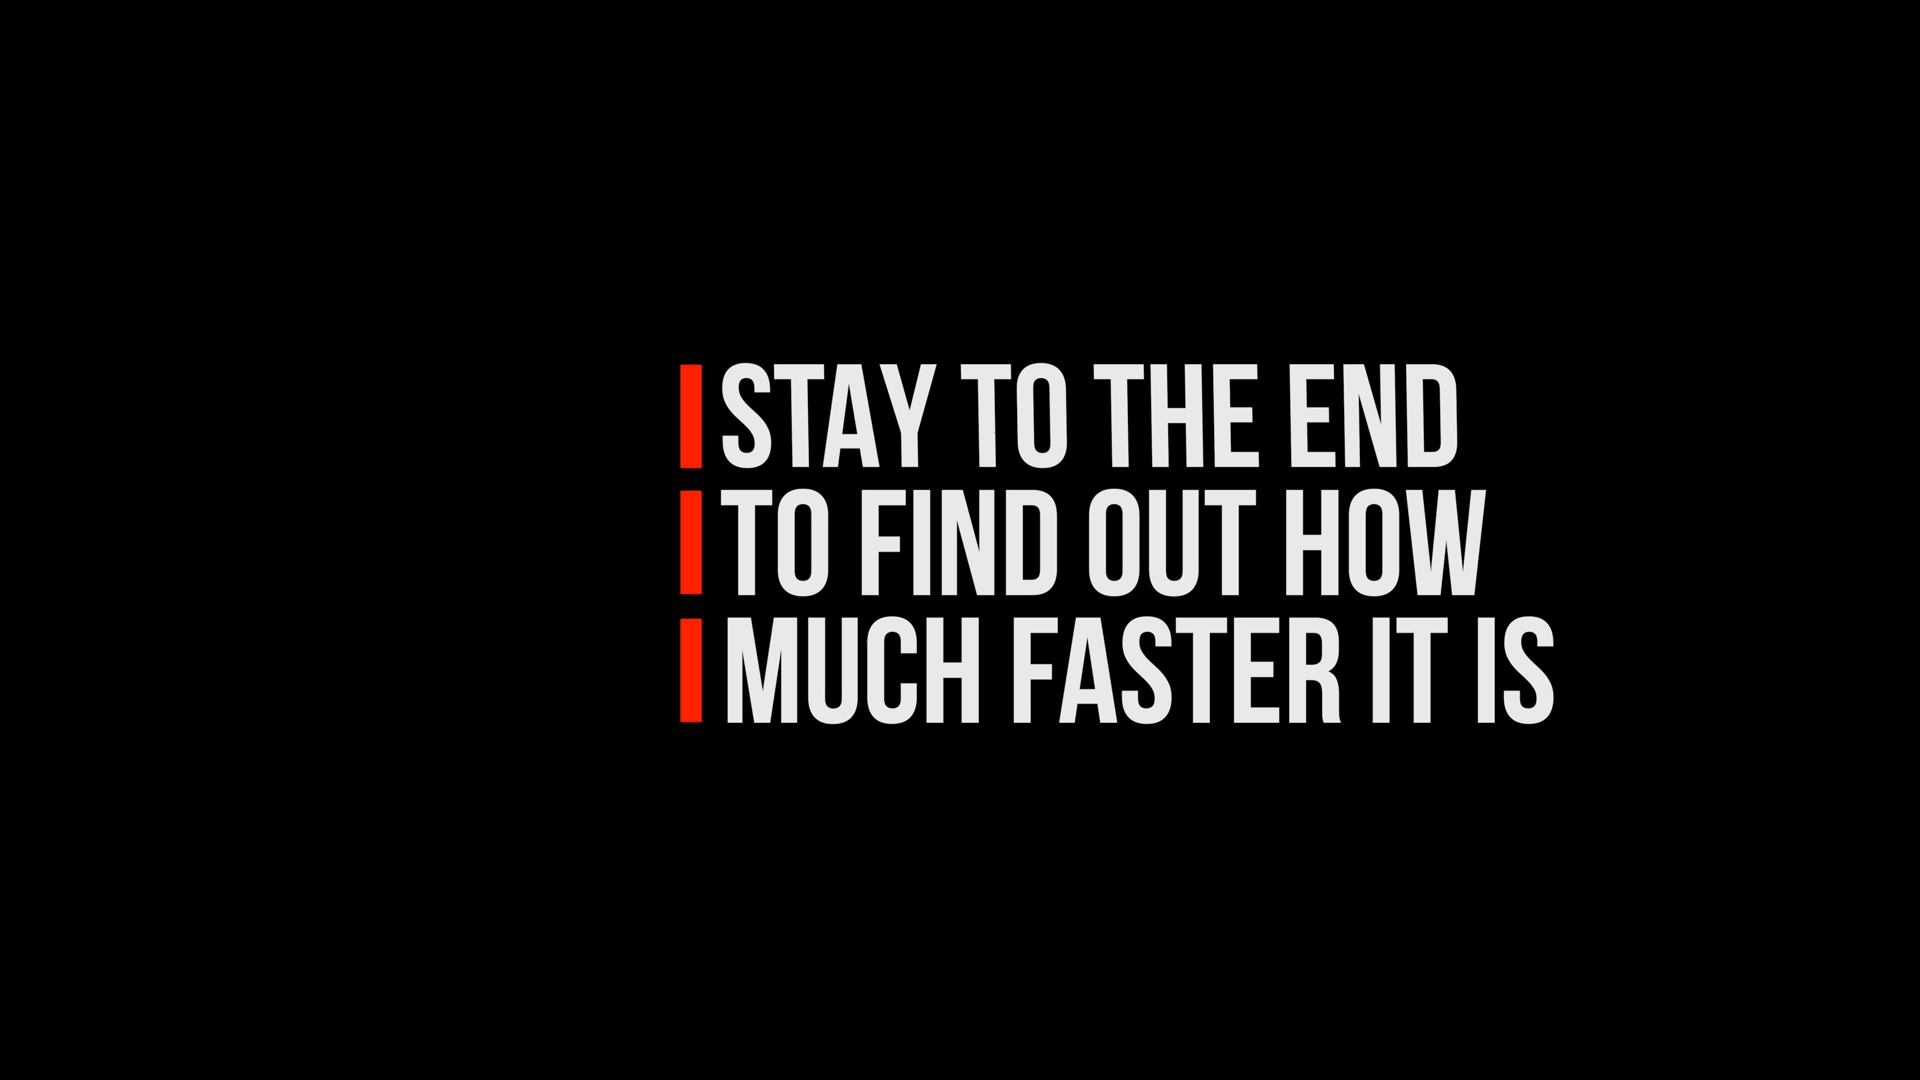 STAY TO THE END
TO FIND OUT HOW
MUCH FASTER IT IS